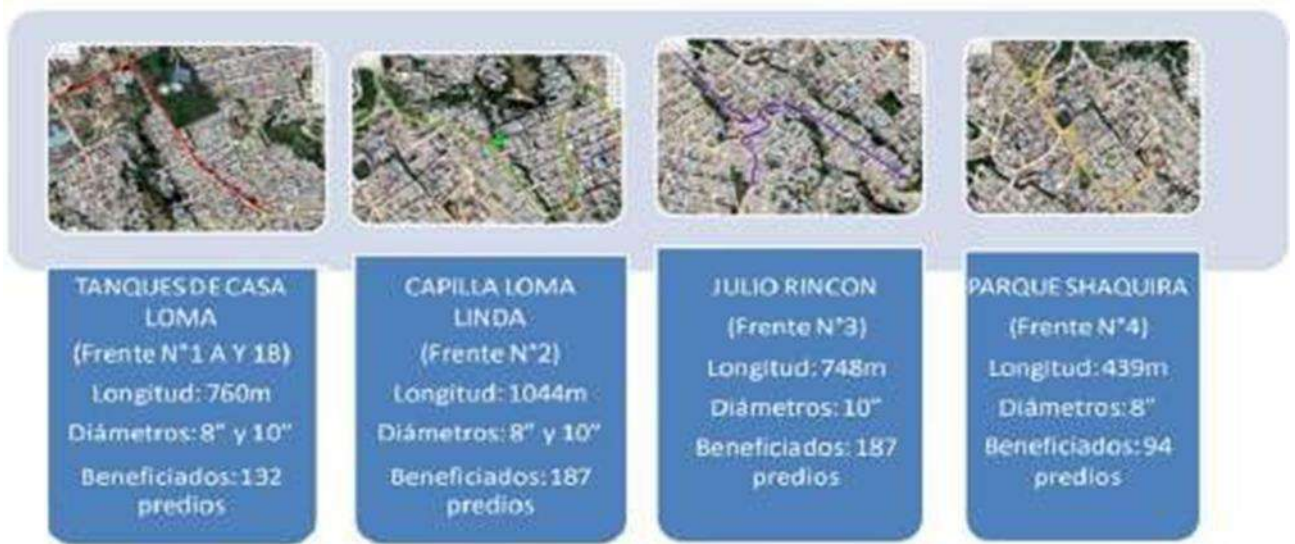 TANQUES DE CASA
LOMA
(Frente N°1 A Y 1B)
Longitud: 760m
Diámetros: 8" y 10"
Beneficiados: 132
predios
CAPILLA LOMA
LINDA
(Frente N°2)
Longitud: 1044m
Diámetros: 8" y 10"
Beneficiados: 187
predios
JULIO RINCON
(Frente N°3)
Longitud: 748m
Diámetros: 10"
Beneficiados: 187
predios
PARQUE SHAQUIRA
(Frente N°4)
Longitud: 439m
Diámetros: 8"
Beneficiados: 94
predios